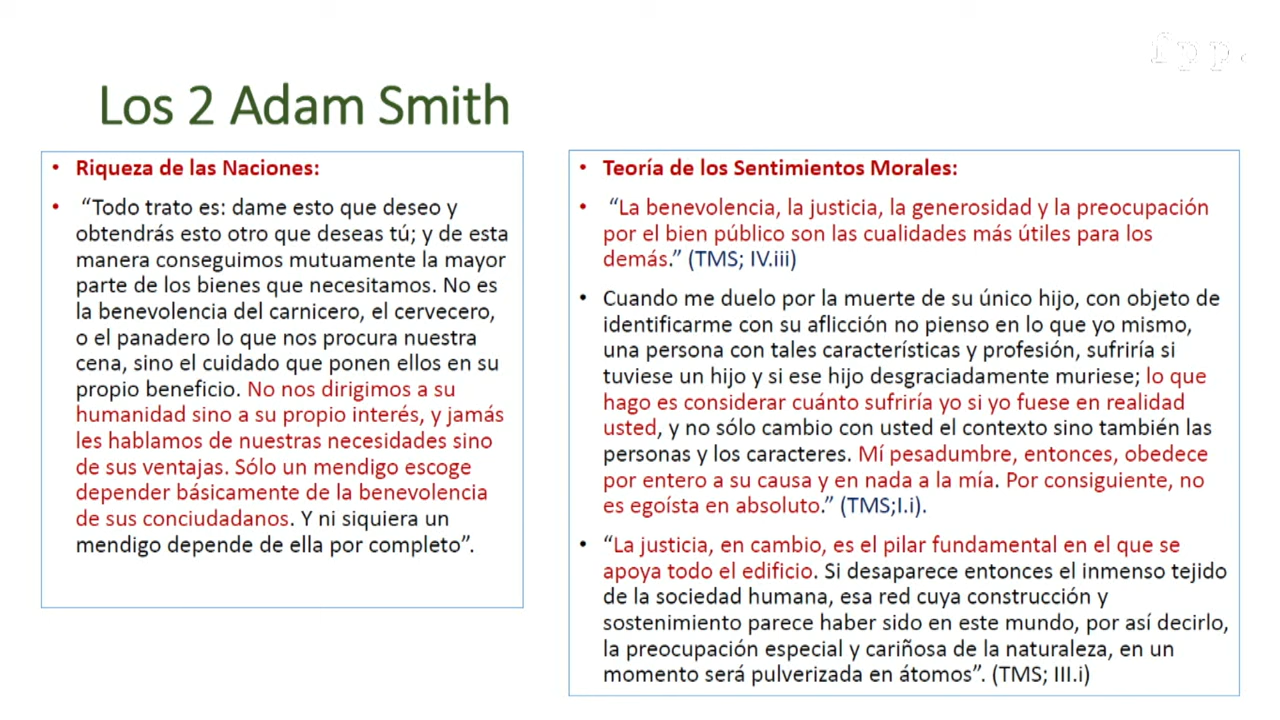 fpp.
Los 2 Adam Smith
• Riqueza de las Naciones:
• “Todo trato es: dame esto que deseo y
obtendrás esto otro que deseas tú; y de esta
manera conseguimos mutuamente la mayor
parte de los bienes que necesitamos. No es
la benevolencia del carnicero, el cervecero,
o el panadero lo que nos procura nuestra
cena, sino el cuidado que ponen ellos en su
propio beneficio. No nos dirigimos a su
humanidad sino a su propio interés, y jamás
les hablamos de nuestras necesidades sino
de sus ventajas. Sólo un mendigo escoge
depender básicamente de la benevolencia
de sus conciudadanos. Y ni siquiera un
mendigo depende de ella por completo”.
• Teoría de los Sentimientos Morales:
• “La benevolencia, la justicia, la generosidad y la preocupación
por el bien público son las cualidades más útiles para los
demás.” (TMS; IV.iii)
• Cuando me duelo por la muerte de su único hijo, con objeto de
identificarme con su aflicción no pienso en lo que yo mismo,
una persona con tales características y profesión, sufriría si
tuviese un hijo y si ese hijo desgraciadamente muriese; lo que
hago es considerar cuánto sufriría yo si yo fuese en realidad
usted, y no sólo cambio con usted el contexto sino también las
personas y los caracteres. Mí pesadumbre, entonces, obedece
por entero a su causa y en nada a la mía. Por consiguiente, no
es egoísta en absoluto.” (TMS;I.i).
• “La justicia, en cambio, es el pilar fundamental en el que se
apoya todo el edificio. Si desaparece entonces el inmenso tejido
de la sociedad humana, esa red cuya construcción y
sostenimiento parece haber sido en este mundo, por así decirlo,
la preocupación especial y cariñosa de la naturaleza, en un
momento será pulverizada en átomos”. (TMS; III.i)